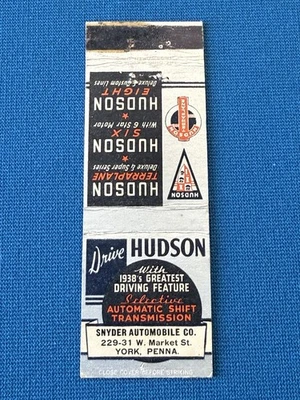 Drive HUDSON
With
1938's GREATEST
DRIVING FEATURE
Selective
AUTOMATIC SHIFT
TRANSMISSION
SNYDER AUTOMOBILE CO.
229-31 W. Market St.
YORK, PENNA.
CLOSE COVER BEFORE STRIKING
HUDSON
TERRAPLANE
Deluxe & Super Series
HUDSON
SIX
With 6 Star Motor
HUDSON
EIGHT
Deluxe & Custom Lines
HUDSON
HUDSON